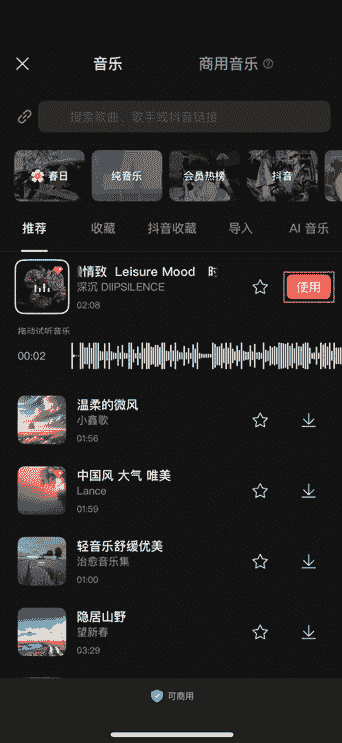 音乐 商用音乐
搜索歌曲、歌手或抖音链接
春日 纯音乐 会员热榜 抖音
推荐 收藏 抖音收藏 导入 AI 音乐
情致 Leisure Mood
深沉 DIIPSILENCE
02:08
使用
拖动试听音乐
00:02
温柔的微风
小鑫歌
01:56
中国风 大气 唯美
Lance
01:59
轻音乐舒缓优美
治愈音乐集
01:00
隐居山野
望新春
03:29
可商用